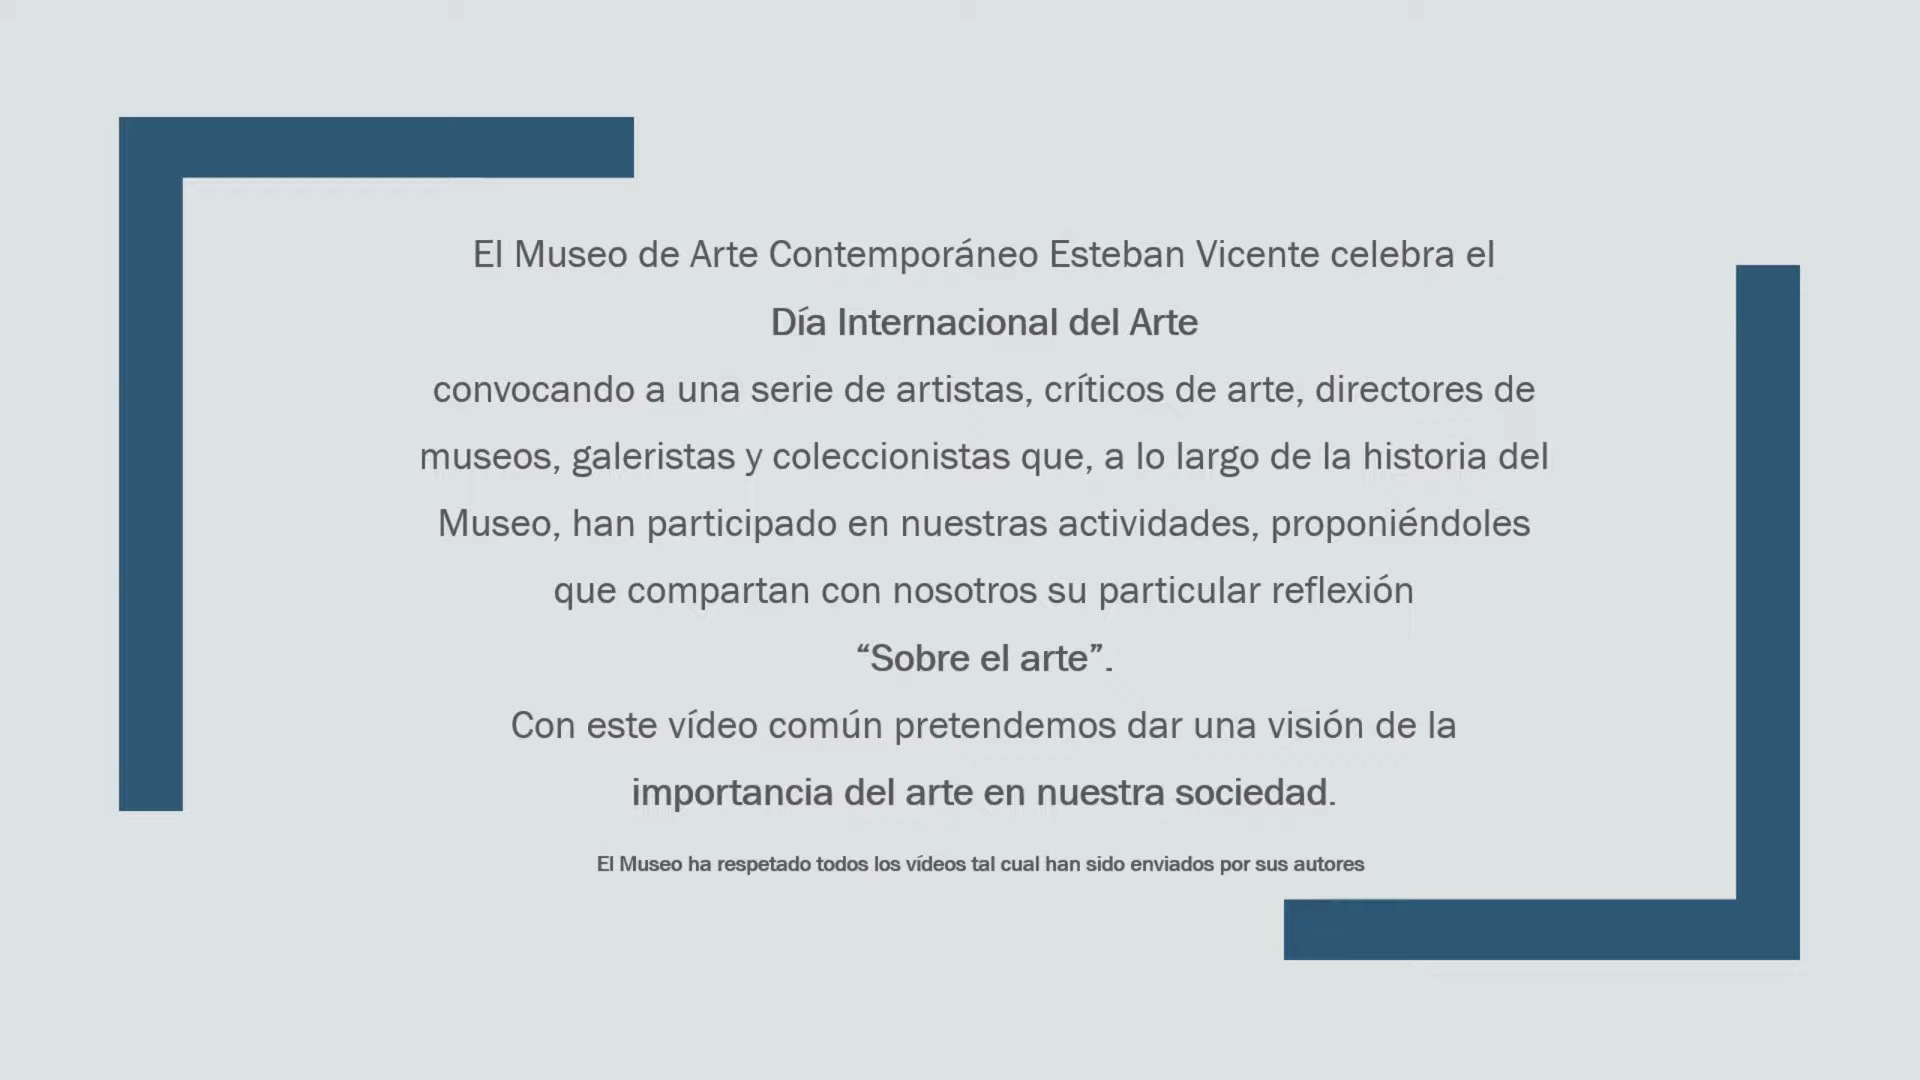 El Museo de Arte Contemporáneo Esteban Vicente celebra el
Día Internacional del Arte
convocando a una serie de artistas, críticos de arte, directores de
museos, galeristas y coleccionistas que, a lo largo de la historia del
Museo, han participado en nuestras actividades, proponiéndoles
que compartan con nosotros su particular reflexión
“Sobre el arte”.
Con este vídeo común pretendemos dar una visión de la
importancia del arte en nuestra sociedad.
El Museo ha respetado todos los vídeos tal cual han sido enviados por sus autores